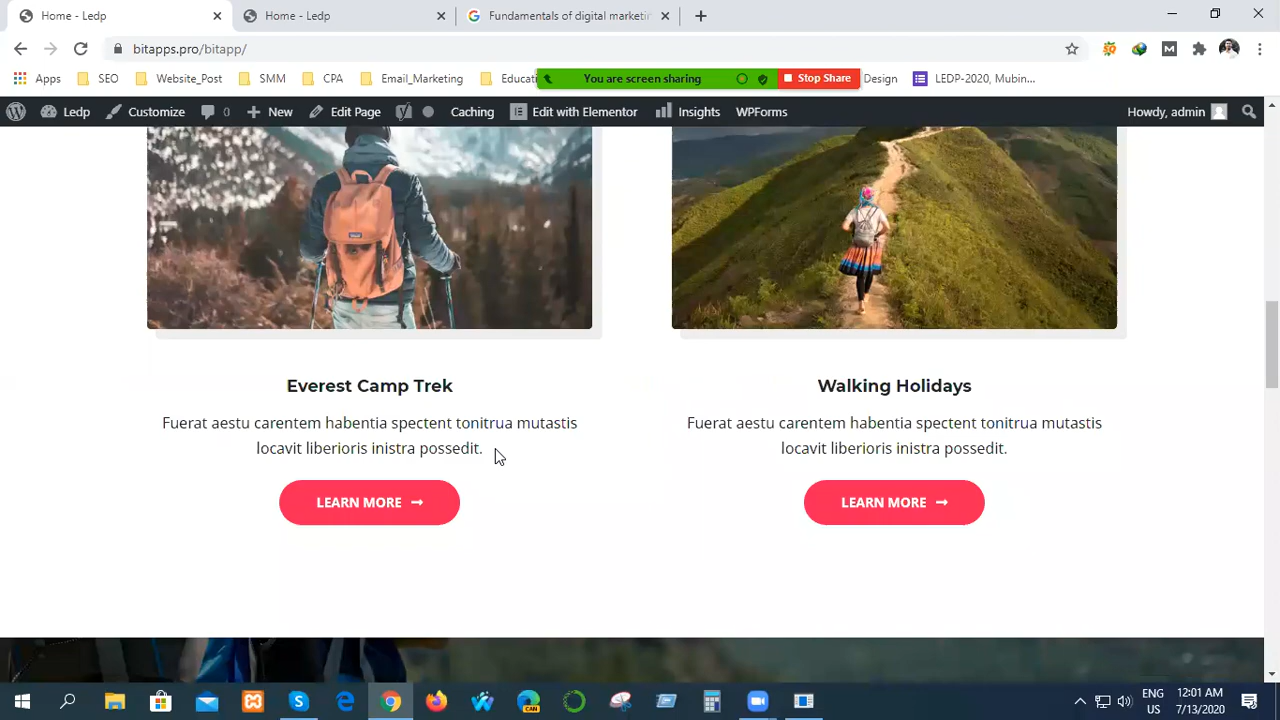 Home - Ledp
Home - Ledp
Fundamentals of digital marketin
bitapps.pro/bitapp/
Apps
SEO
Website_Post
SMM
CPA
Email_Marketing
Educati
You are screen sharing
Stop Share
Design
LEDP-2020, Mubin...
Ledp
Customize
0
New
Edit Page
Caching
Edit with Elementor
Insights
WPForms
Howdy, admin
Everest Camp Trek
Fuerat aestu carentem habentia spectent tonitrua mutastis
locavit liberioris inistra possedit.
LEARN MORE
Walking Holidays
Fuerat aestu carentem habentia spectent tonitrua mutastis
locavit liberioris inistra possedit.
LEARN MORE
ENG
US
12:01 AM
7/13/2020